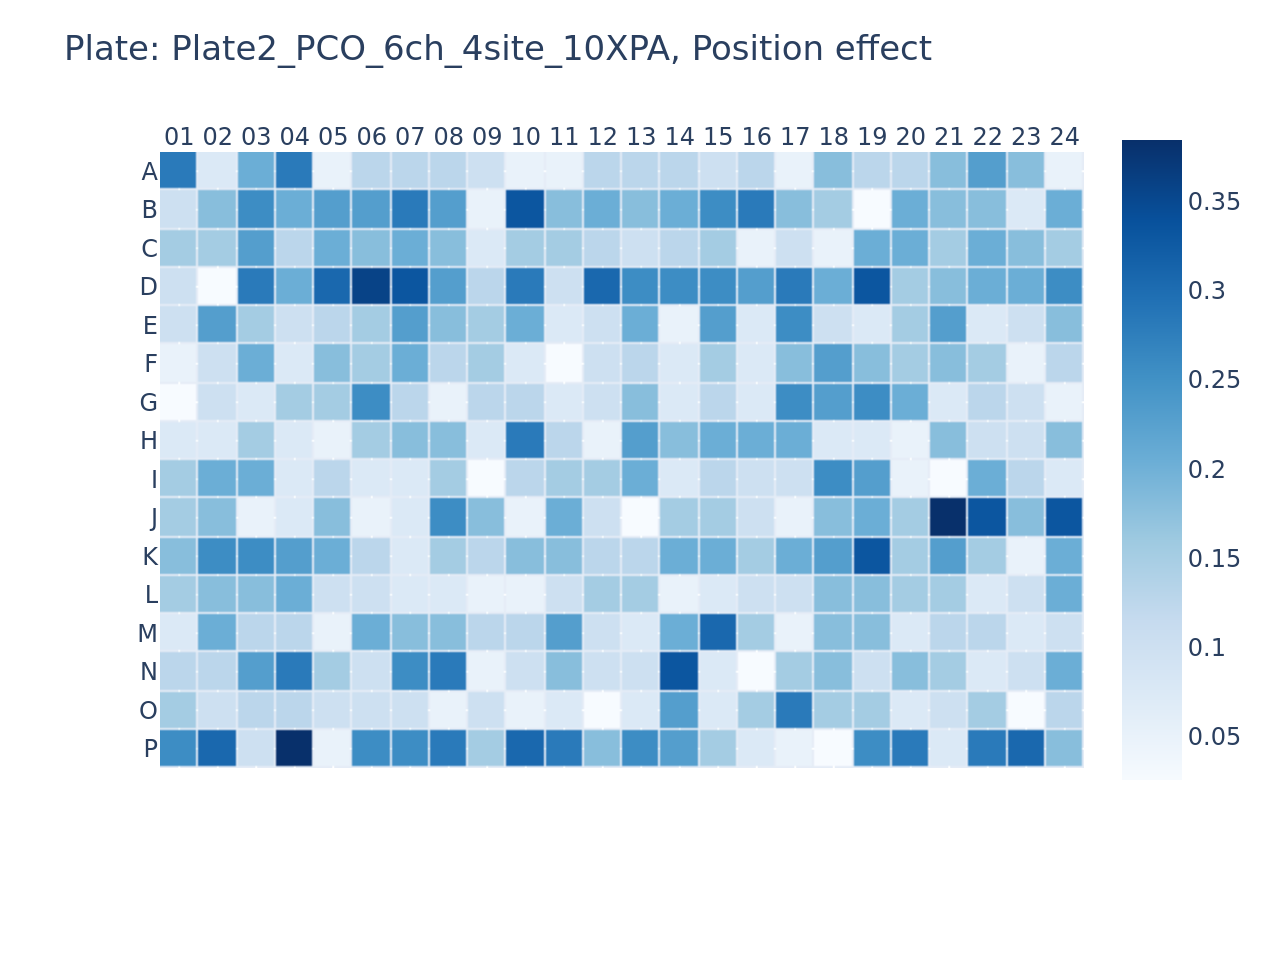 Plate: Plate2_PCO_6ch_4site_10XPA, Position effect
01 02 03 04 05 06 07 08 09 10 11 12 13 14 15 16 17 18 19 20 21 22 23 24
A
B
C
D
E
F
G
H
I
J
K
L
M
N
O
P
0.35
0.3
0.25
0.2
0.15
0.1
0.05